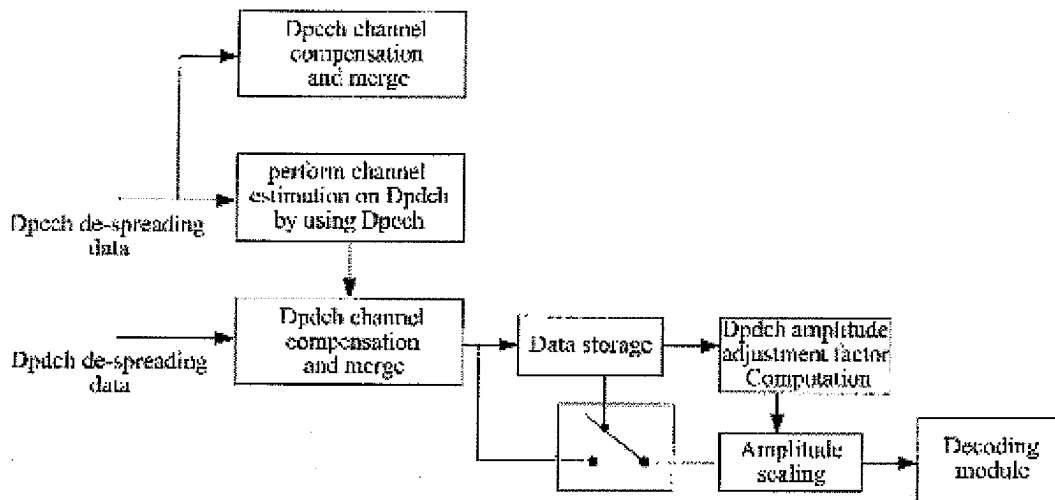 Dpcch channel
compensation
and merge
perform channel
estimation on Dpdch
by using Dpcch
Dpcch de-spreading
data
Dpdch channel
compensation
and merge
Dpdch de-spreading
data
Data storage
Dpdch amplitude
adjustment factor
Computation
Amplitude
scaling
Decoding
module